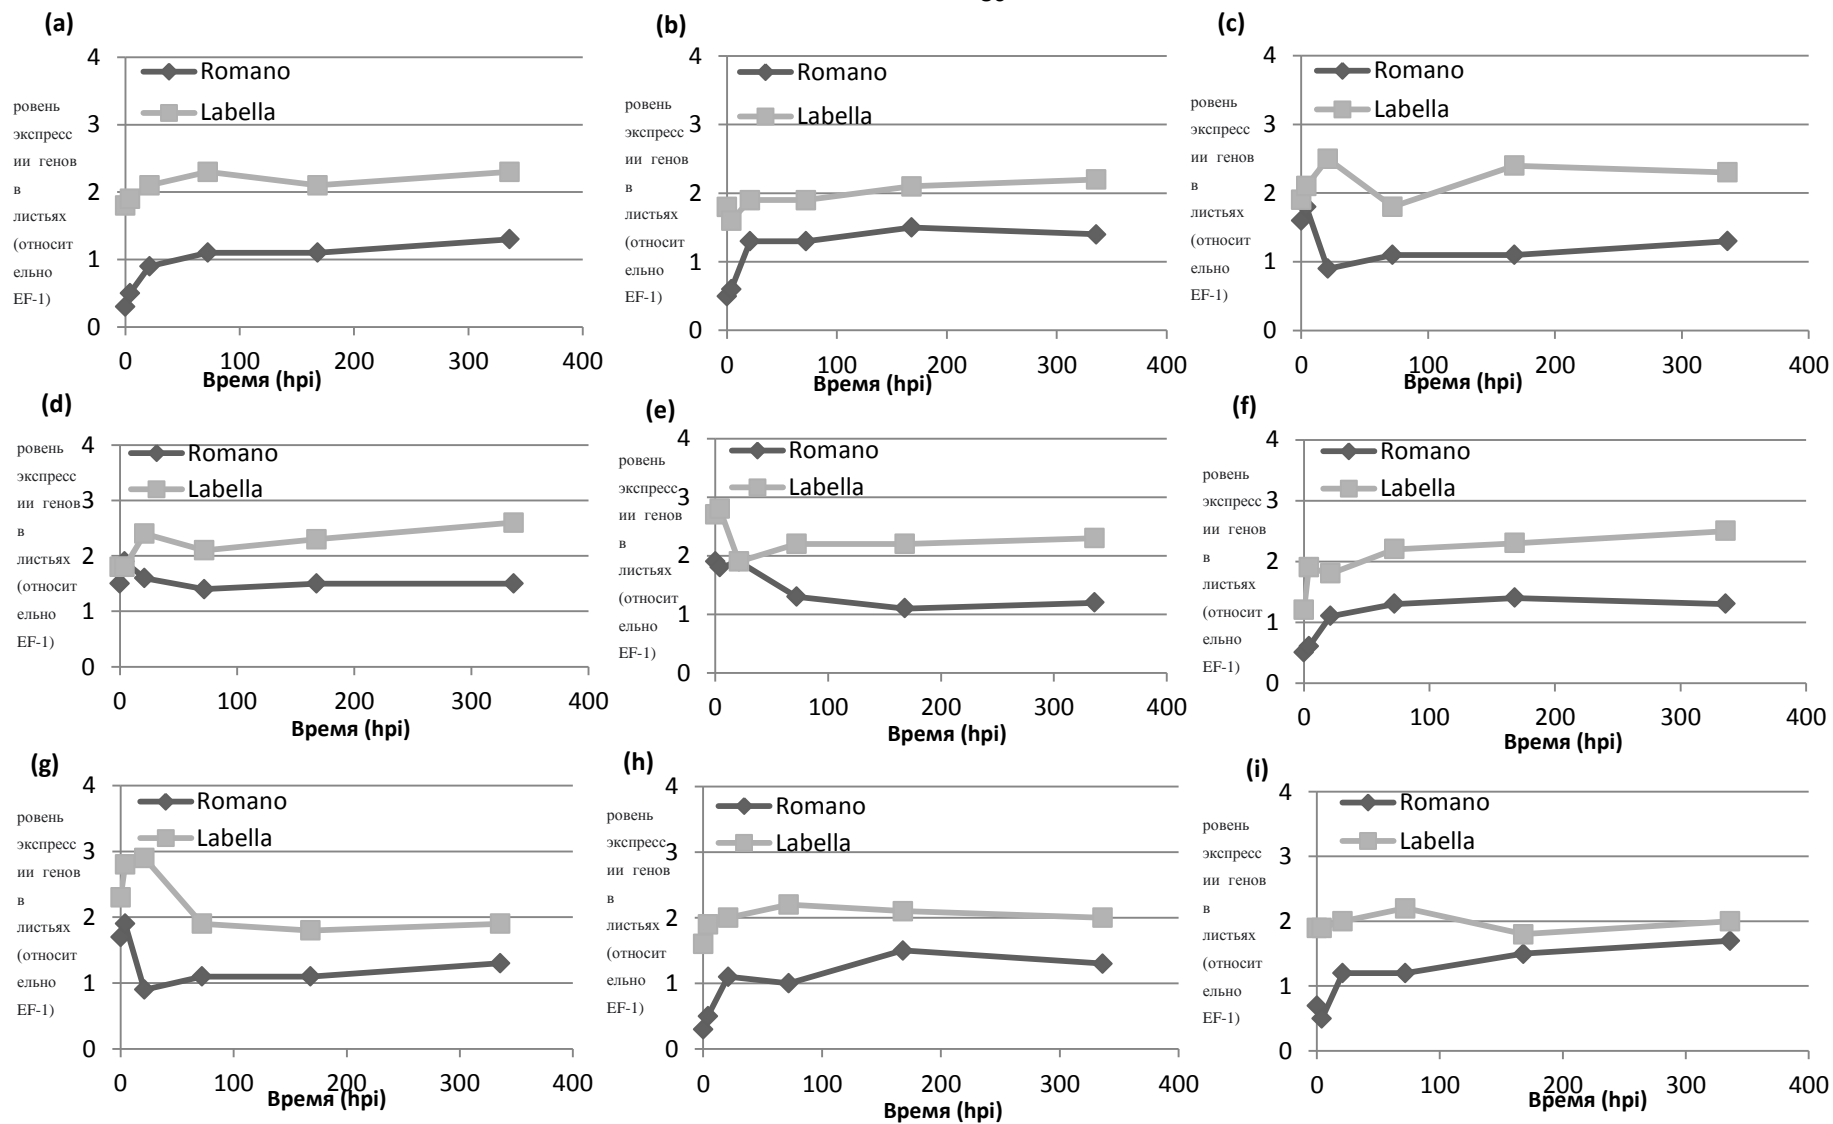 (a)
4
3
2
1
0
Romano
Labella
ровень
экспресс
ии генов
в
листьях
(относит
ельно
EF-1)
0 100 200 300 400
Время (hpi)
(b)
4
3
2
1
0
Romano
Labella
ровень
экспресс
ии генов
в
листьях
(относит
ельно
EF-1)
0 100 200 300 400
Время (hpi)
(c)
4
3
2
1
0
Romano
Labella
ровень
экспресс
ии генов
в
листьях
(относит
ельно
EF-1)
0 100 200 300 400
Время (hpi)
(d)
4
3
2
1
0
Romano
Labella
ровень
экспресс
ии генов
в
листьях
(относит
ельно
EF-1)
0 100 200 300 400
Время (hpi)
(e)
4
3
2
1
0
Romano
Labella
ровень
экспресс
ии генов
в
листьях
(относит
ельно
EF-1)
0 100 200 300 400
Время (hpi)
(f)
4
3
2
1
0
Romano
Labella
ровень
экспресс
ии генов
в
листьях
(относит
ельно
EF-1)
0 100 200 300 400
Время (hpi)
(g)
4
3
2
1
0
Romano
Labella
ровень
экспресс
ии генов
в
листьях
(относит
ельно
EF-1)
0 100 200 300 400
Время (hpi)
(h)
4
3
2
1
0
Romano
Labella
ровень
экспресс
ии генов
в
листьях
(относит
ельно
EF-1)
0 100 200 300 400
Время (hpi)
(i)
4
3
2
1
0
Romano
Labella
ровень
экспресс
ии генов
в
листьях
(относит
ельно
EF-1)
0 100 200 300 400
Время (hpi)